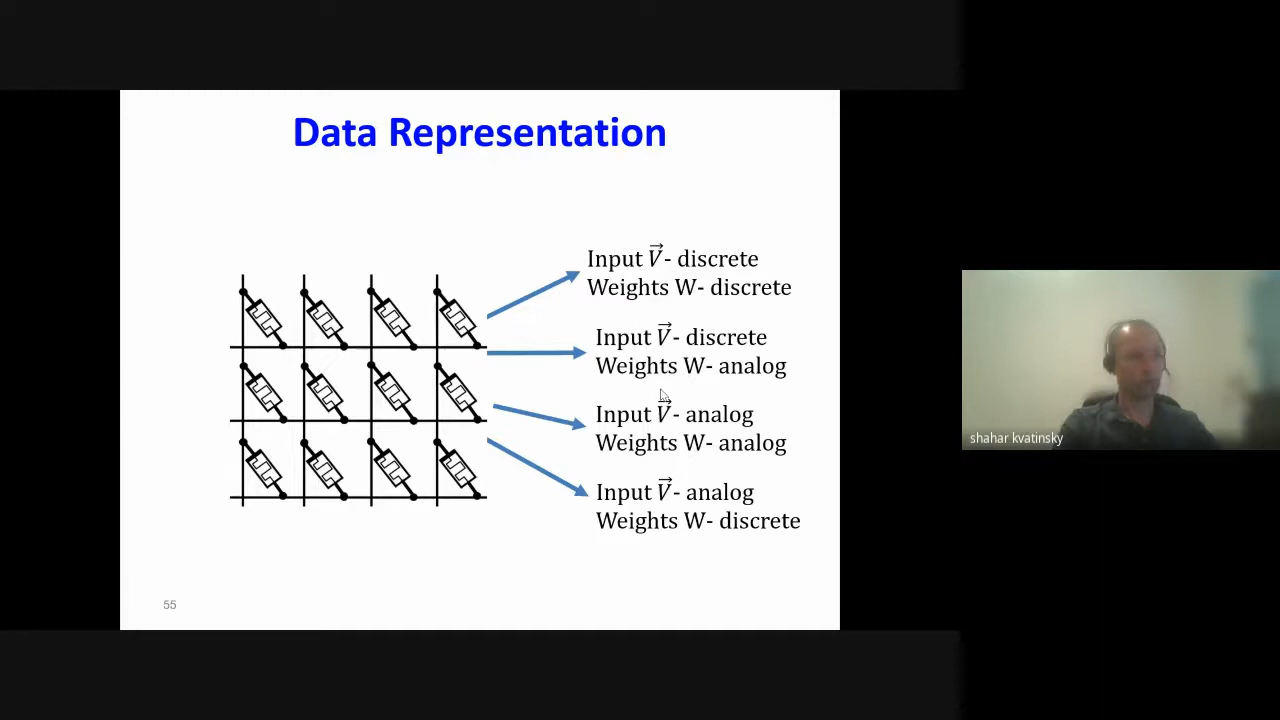 Data Representation
Input V⃗- discrete
Weights W- discrete
Input V⃗- discrete
Weights W- analog
Input V⃗- analog
Weights W- analog
Input V⃗- analog
Weights W- discrete
55
shahar kvatinsky